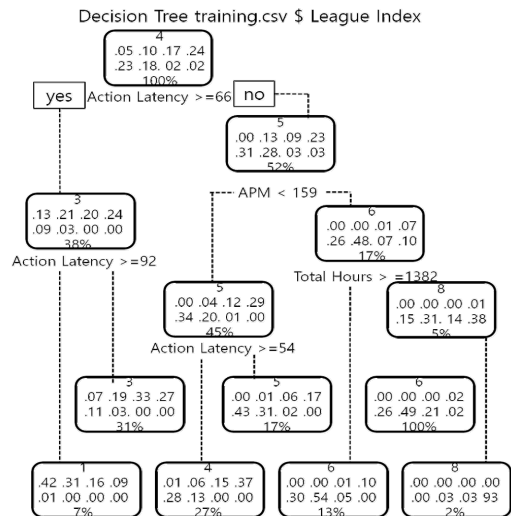 Decision Tree training.csv $ League Index
4
.05 .10 .17 .24
.23 .18. 02 .02
100%
yes
Action Latency >=66
no
5
.00 .13 .09 .23
.31 .28. 03 .03
52%
3
.13 .21 .20 .24
.09 .03. 00 .00
38%
APM < 159
6
.00 .00 .01 .07
.26 .48. 07 .10
17%
Action Latency >=92
Total Hours > =1382
5
.00 .04 .12 .29
.34 .20. 01 .00
45%
8
.00 .00 .00 .01
.15 .31. 14 .38
5%
Action Latency >=54
3
.07 .19 .33 .27
.11 .03. 00 .00
31%
5
.00 .01 .06 .17
.43 .31. 02 .00
17%
6
.00 .00 .00 .02
.26 .49 .21 .02
100%
1
.42 .31 .16 .09
.01 .00 .00 .00
7%
4
.01 .06 .15 .37
.28 .13 .00 .00
27%
6
.00 .00 .01 .10
.30 .54 .05 .00
13%
8
.00 .00 .00 .00
.00 .03 .03 93
2%